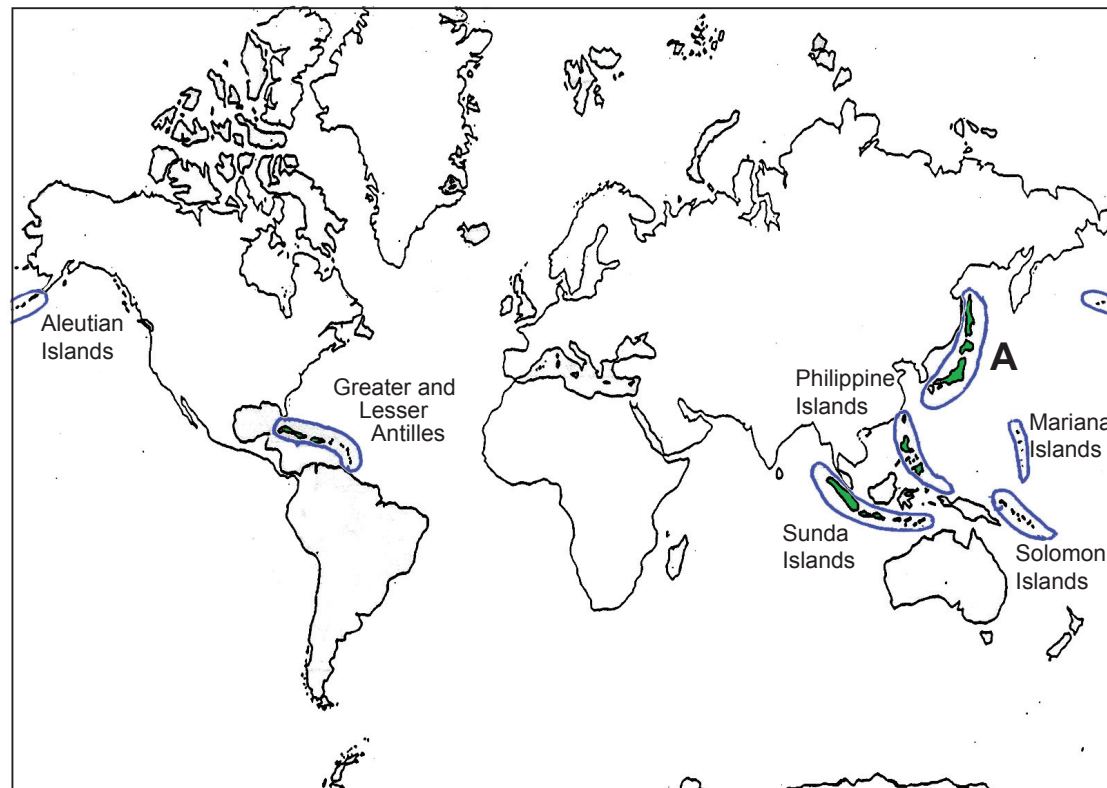 Aleutian
Islands
Greater and
Lesser
Antilles
Philippine
Islands
A
Mariana
Islands
Sunda
Islands
Solomon
Islands